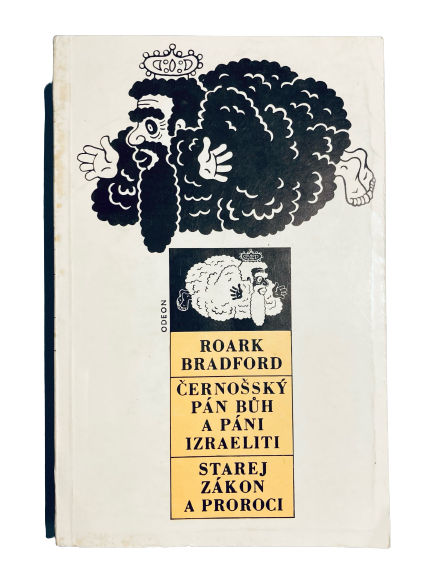 ODEON
ROARK
BRADFORD
ČERNOŠSKÝ
PÁN BŮH
A PÁNI
IZRAELITI
STAREJ
ZÁKON
A PROROCI